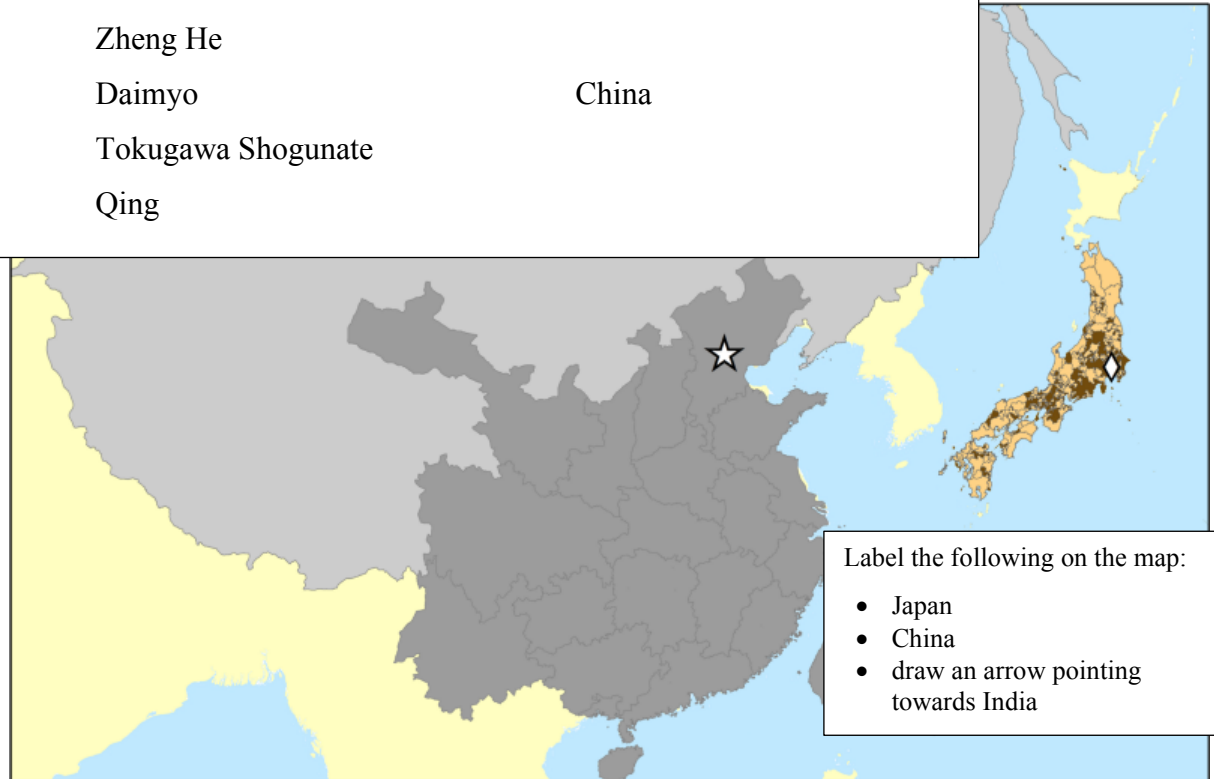 Zheng He
Daimyo China
Tokugawa Shogunate
Qing
Label the following on the map:
• Japan
• China
• draw an arrow pointing
towards India